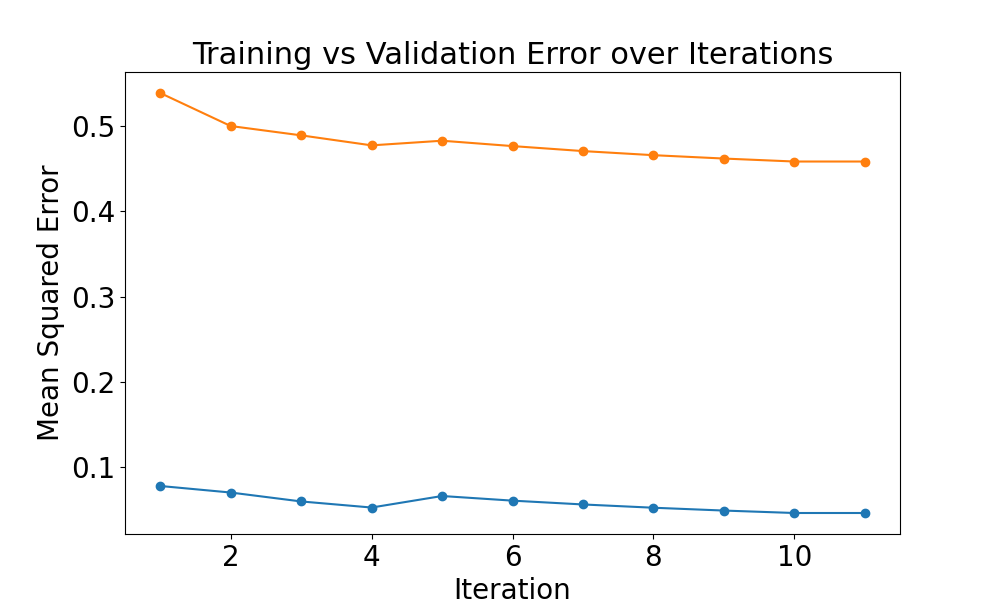 Training vs Validation Error over Iterations
Mean Squared Error
0.5
0.4
0.3
0.2
0.1
2 4 6 8 10
Iteration